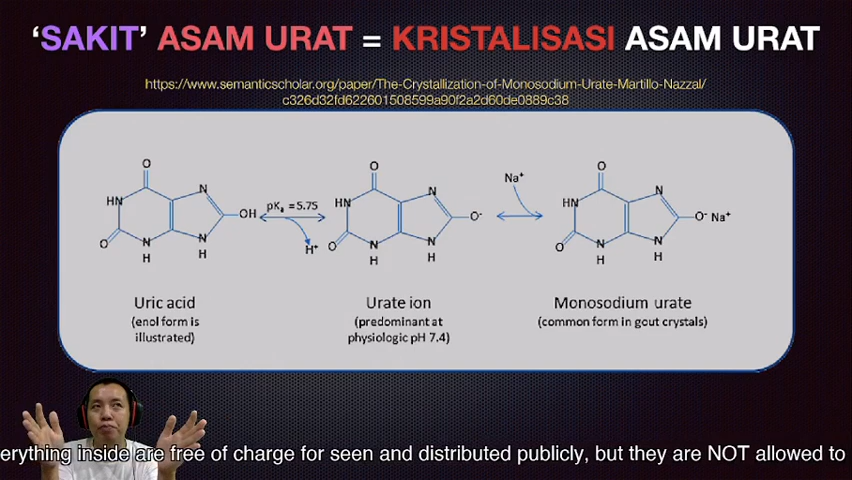 ‘SAKIT’ ASAM URAT = KRISTALISASI ASAM URAT
https://www.semanticscholar.org/paper/The-Crystallization-of-Monosodium-Urate-Martillo-Nazzal/
c326d32fd622601508599a90f2a2d60de0889c38
O
HN
N
OH
O
N
H
N
H
pKa = 5.75
H+
O
HN
N
O-
O
N
H
N
H
Na+
O
HN
N
O- Na+
O
N
H
N
H
Uric acid
(enol form is
illustrated)
Urate ion
(predominant at
physiologic pH 7.4)
Monosodium urate
(common form in gout crystals)
erything inside are free of charge for seen and distributed publicly, but they are NOT allowed to